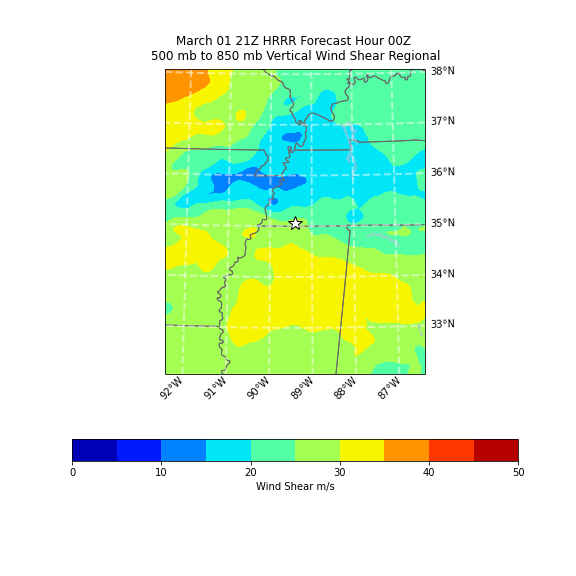 March 01 21Z HRRR Forecast Hour 00Z
500 mb to 850 mb Vertical Wind Shear Regional
38°N
37°N
36°N
35°N
34°N
33°N
92°W 91°W 90°W 89°W 88°W 87°W
0 10 20 30 40 50
Wind Shear m/s